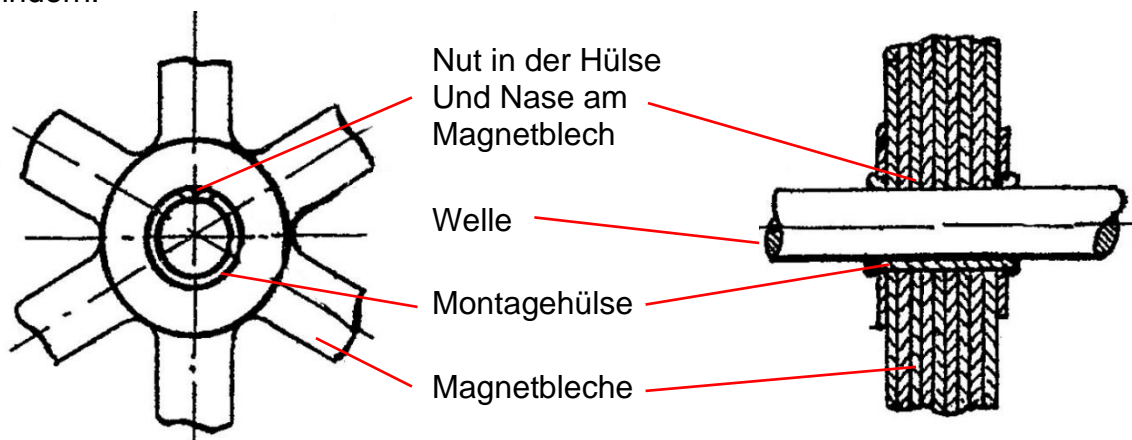 Nut in der Hülse
Und Nase am
Magnetblech
Welle
Montagehülse
Magnetbleche